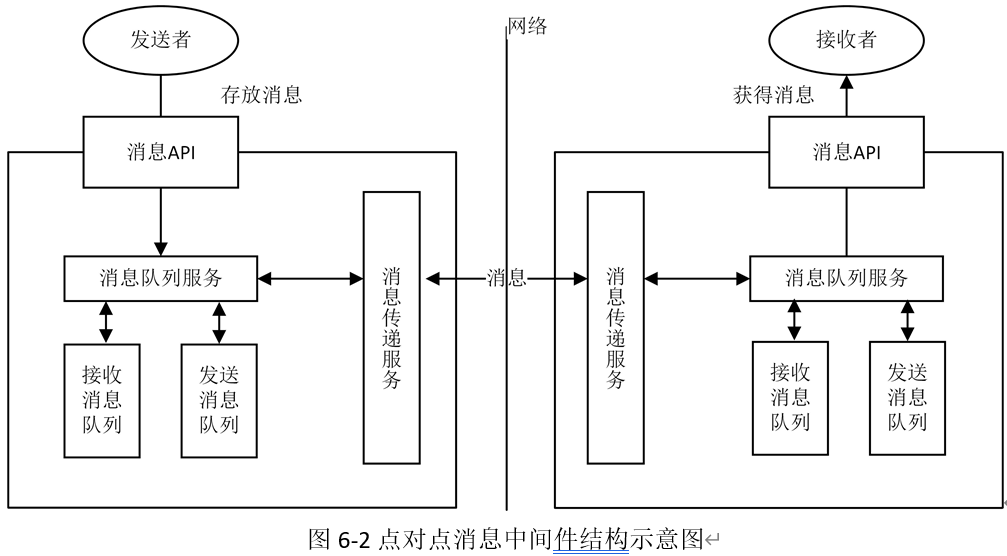 发送者
网络
接收者
存放消息
获得消息
消息API
消息API
消息队列服务
消息传递服务
消息
消息传递服务
消息队列服务
接收
消息
队列
发送
消息
队列
接收
消息
队列
发送
消息
队列
图 6-2 点对点消息中间件结构示意图